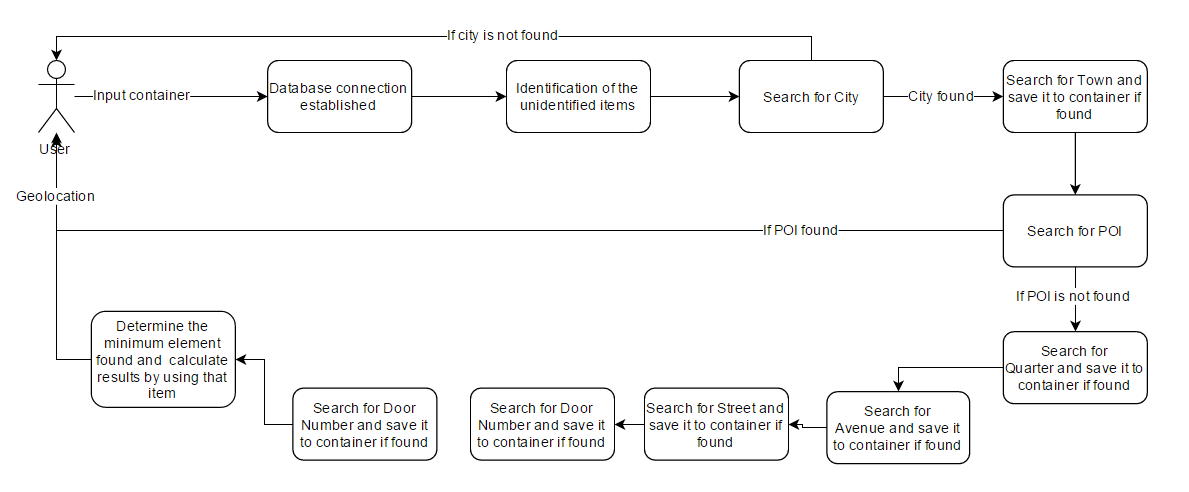 If city is not found
Input container
Database connection
established
Identification of the
unidentified items
Search for City
City found
Search for Town and
save it to container if
found
User
Geolocation
If POI found
Search for POI
If POI is not found
Search for
Quarter and save it to
container if found
Search for
Avenue and save it
to container if found
Search for Street and
save it to container if
found
Search for Door
Number and save it
to container if found
Search for Door
Number and save it
to container if found
Determine the
minimum element
found and calculate
results by using that
item